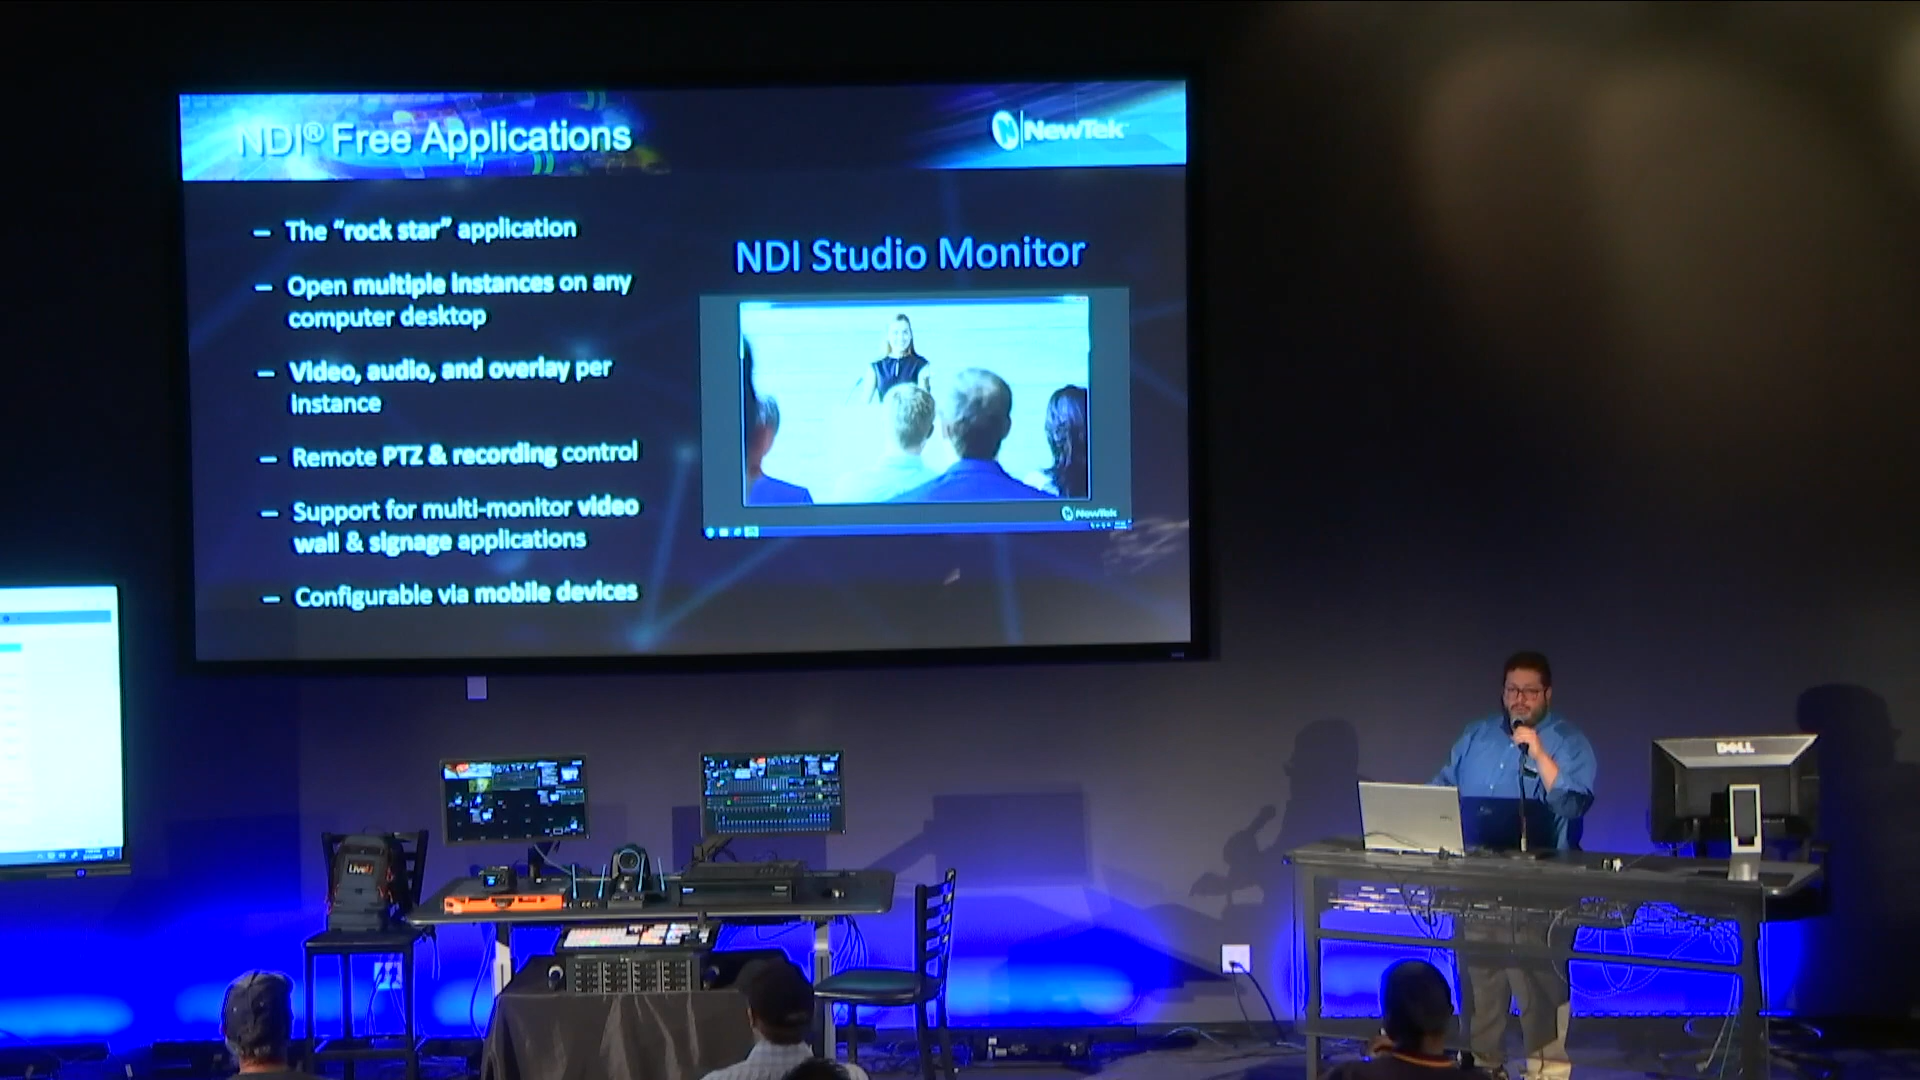 NDI® Free Applications
NewTek
– The “rock star” application
– Open multiple instances on any
computer desktop
– Video, audio, and overlay per
instance
– Remote PTZ & recording control
– Support for multi-monitor video
wall & signage applications
– Configurable via mobile devices
NDI Studio Monitor
NewTek
DELL
LiveU